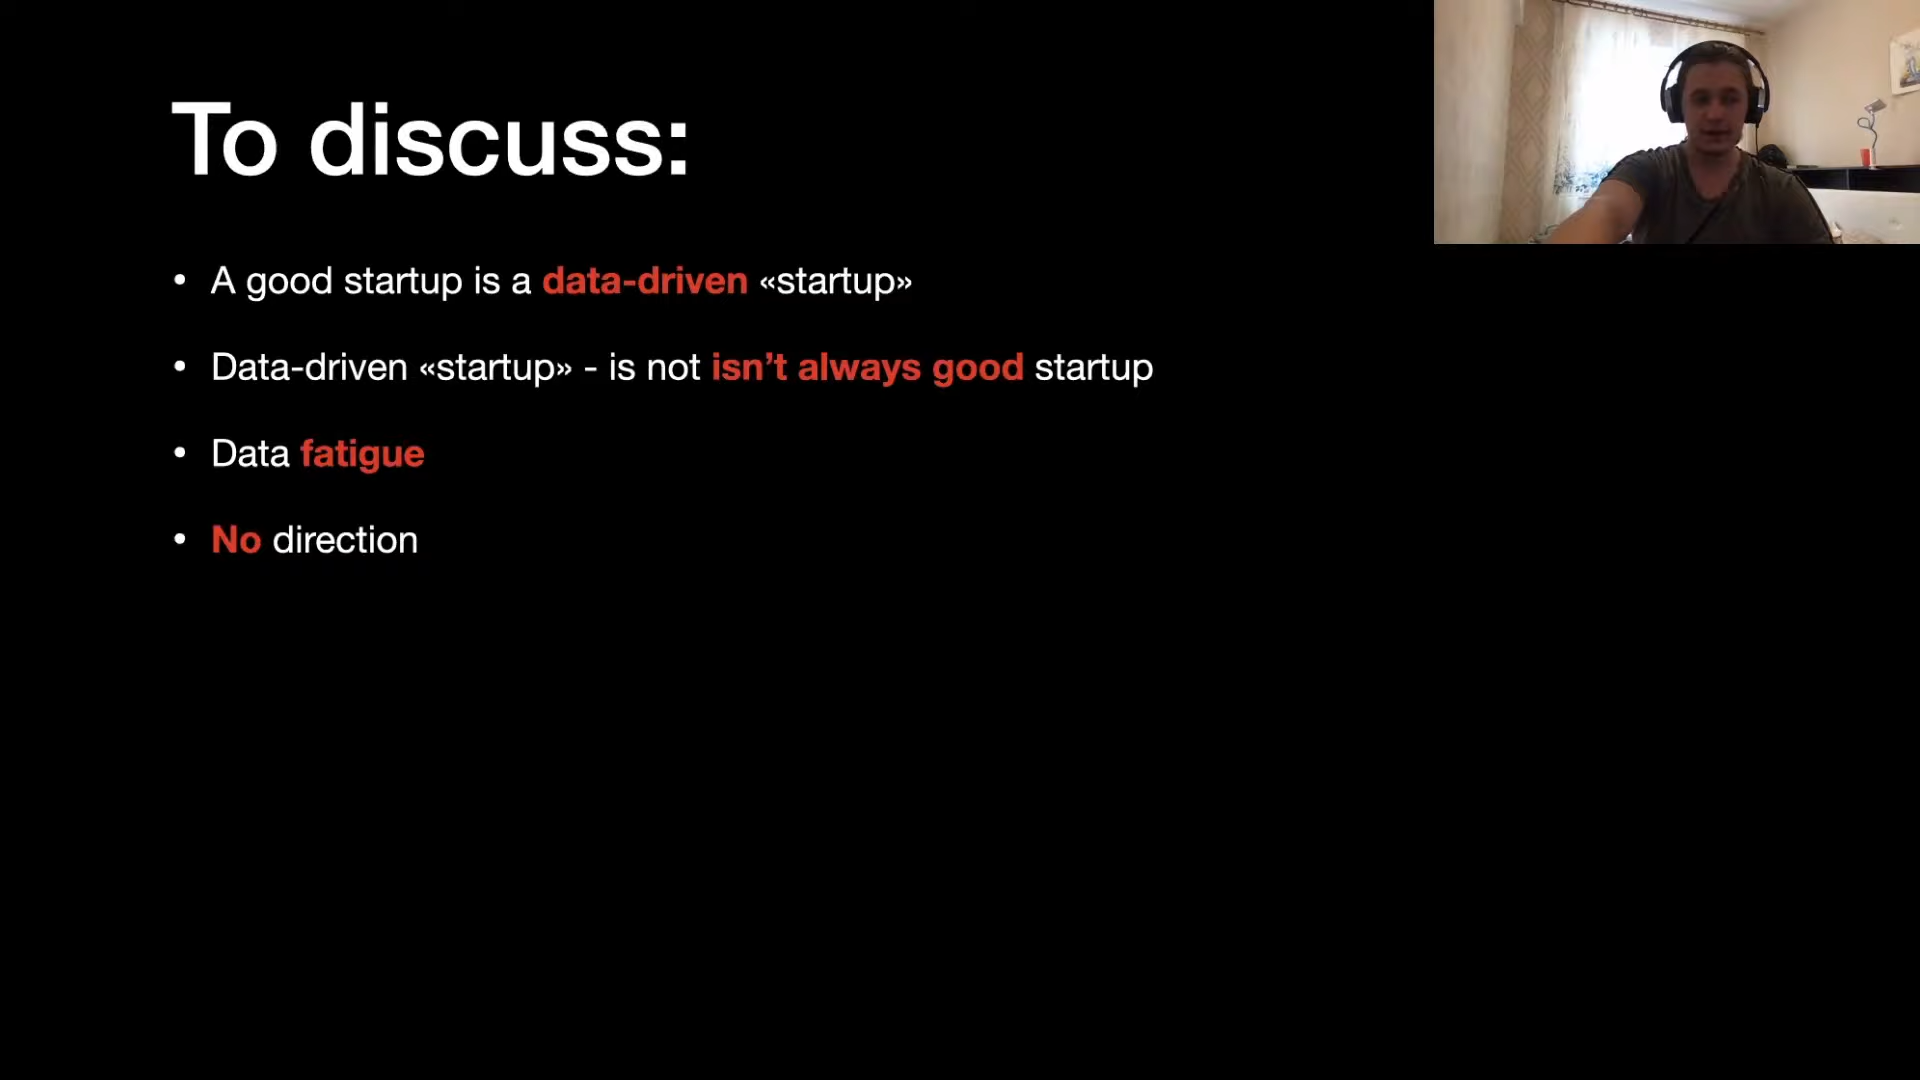 To discuss:
• A good startup is a data-driven «startup»
• Data-driven «startup» - is not isn’t always good startup
• Data fatigue
• No direction